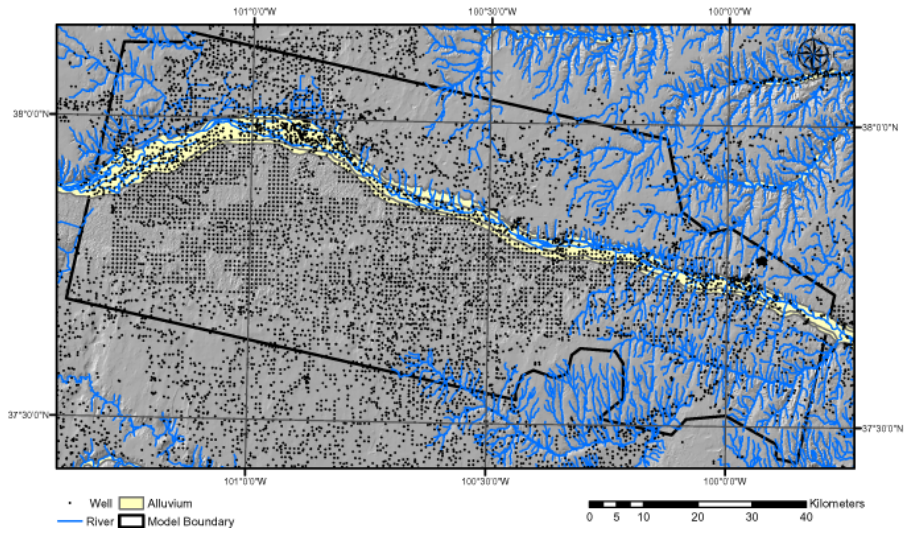 101°0'0"W 100°30'0"W 100°0'0"W
38°0'0"N 38°0'0"N
37°30'0"N 37°30'0"N
101°0'0"W 100°30'0"W 100°0'0"W
Well Alluvium Kilometers
River Model Boundary 0 5 10 20 30 40